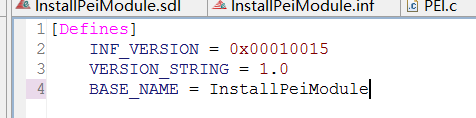 InstallPeiModule.sdl InstallPeiModule.inf PEI.c
1 [Defines]
2 INF_VERSION = 0x00010015
3 VERSION_STRING = 1.0
4 BASE_NAME = InstallPeiModule